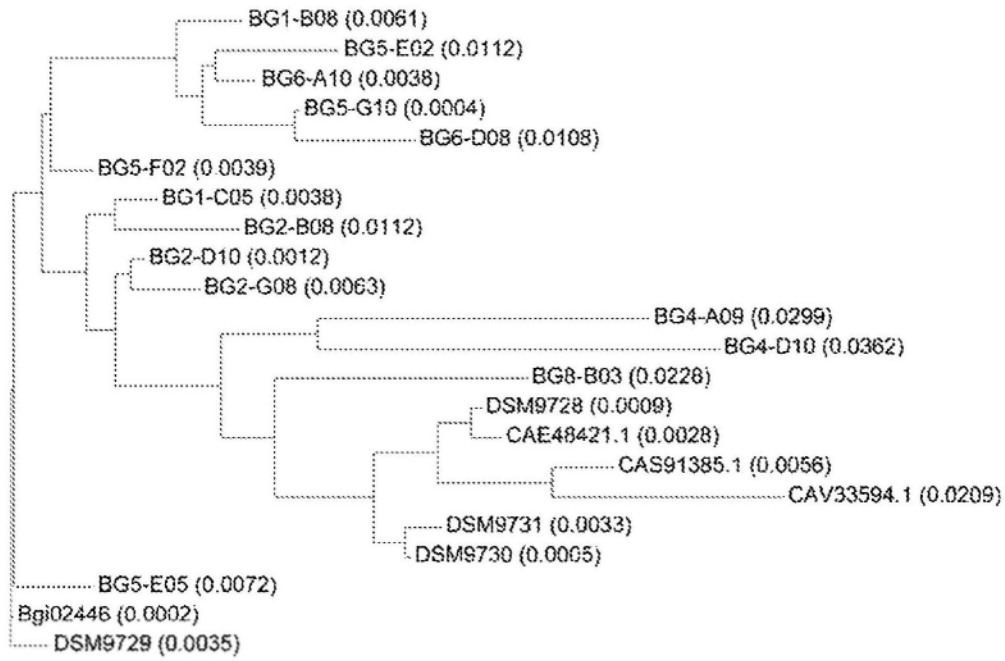 BG1-B08 (0.0061)
BG5-E02 (0.0112)
BG6-A10 (0.0038)
BG5-G10 (0.0004)
BG6-D08 (0.0108)
BG5-F02 (0.0039)
BG1-C05 (0.0038)
BG2-B08 (0.0112)
BG2-D10 (0.0012)
BG2-G08 (0.0063)
BG4-A09 (0.0299)
BG4-D10 (0.0362)
BG8-B03 (0.0228)
DSM9728 (0.0009)
CAE48421.1 (0.0028)
CAS91385.1 (0.0056)
CAV33594.1 (0.0209)
DSM9731 (0.0033)
DSM9730 (0.0005)
BG5-E05 (0.0072)
Bgl02446 (0.0002)
DSM9729 (0.0035)